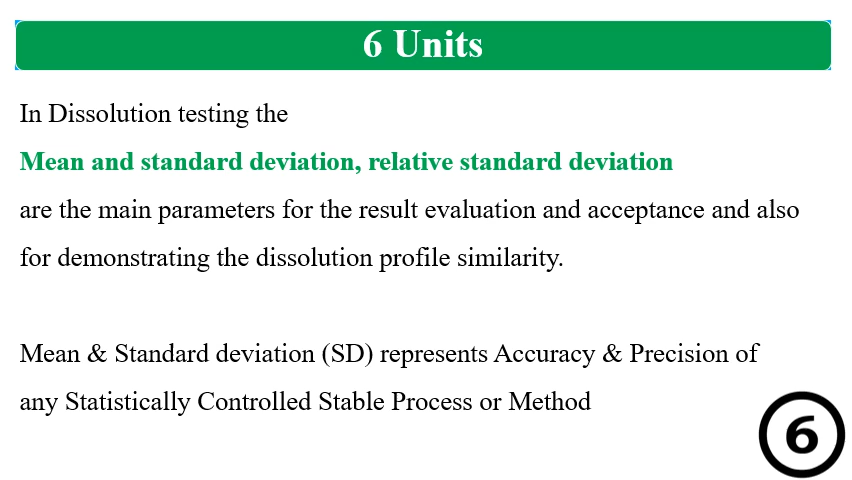 6 Units
In Dissolution testing the
Mean and standard deviation, relative standard deviation
are the main parameters for the result evaluation and acceptance and also
for demonstrating the dissolution profile similarity.
Mean & Standard deviation (SD) represents Accuracy & Precision of
any Statistically Controlled Stable Process or Method
6